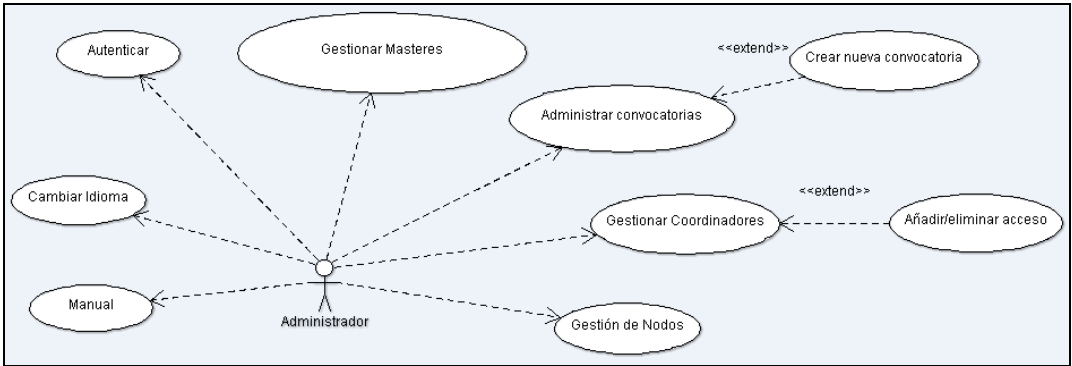 Autenticar
Gestionar Masteres
<<extend>>
Crear nueva convocatoria
Administrar convocatorias
Cambiar Idioma
<<extend>>
Gestionar Coordinadores
Añadir/eliminar acceso
Manual
Administrador
Gestión de Nodos